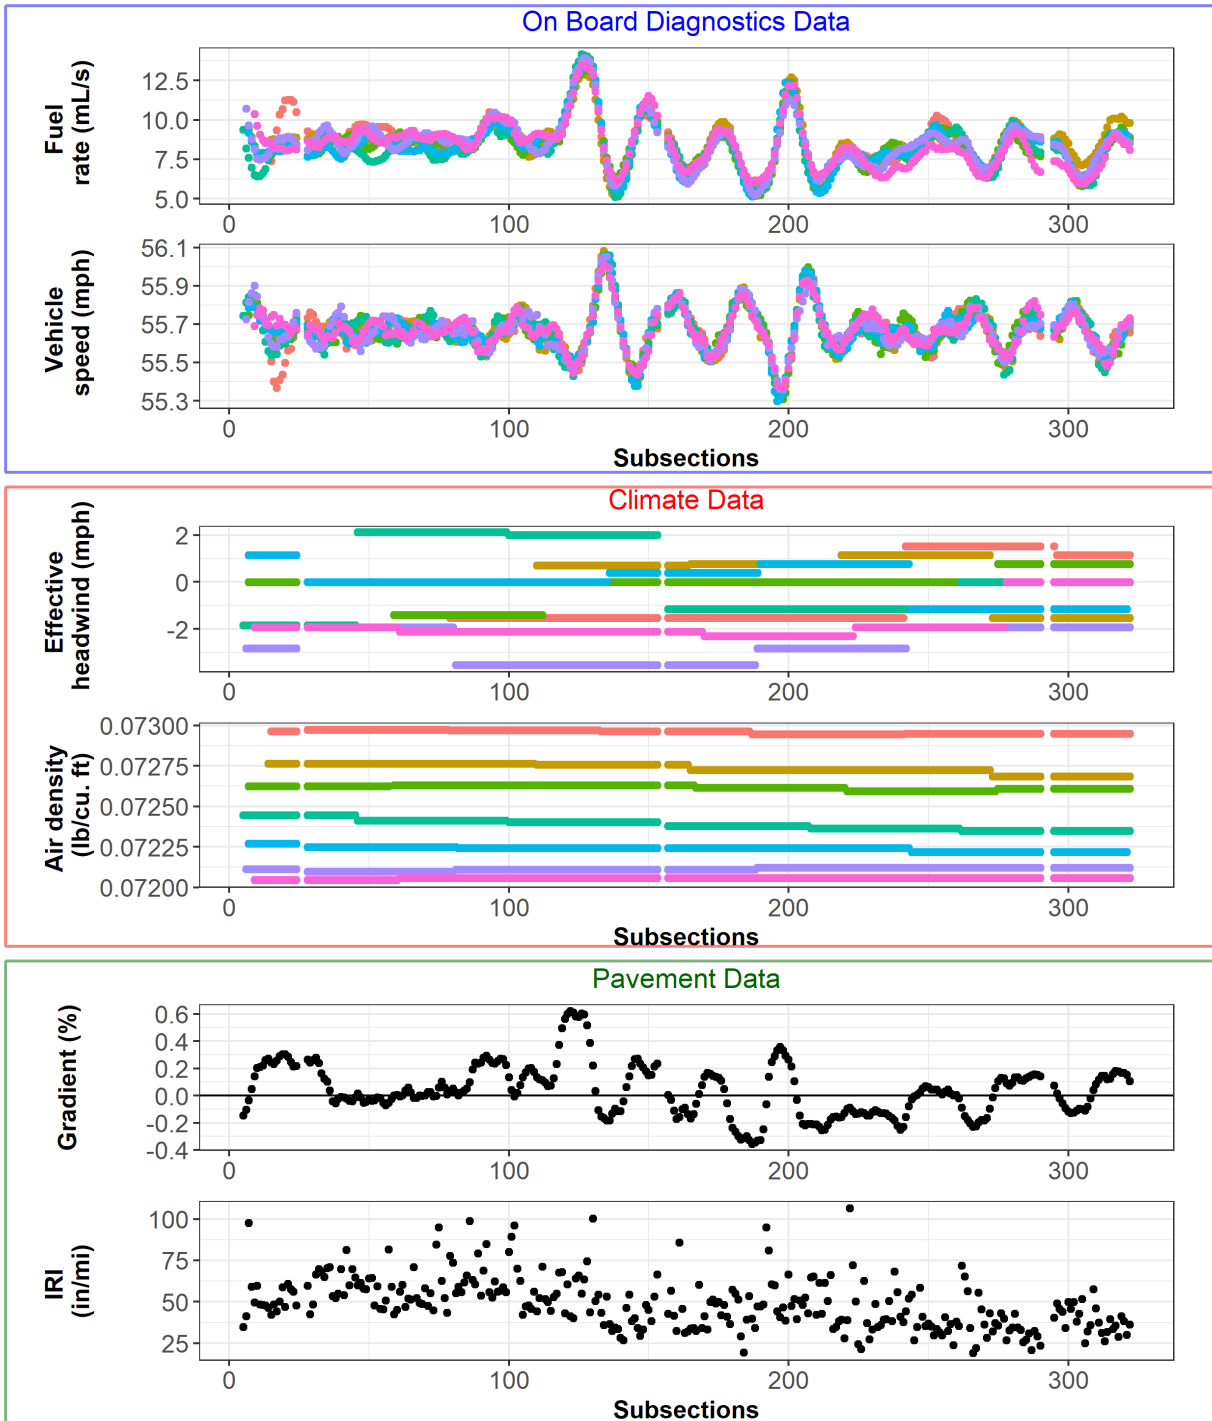 On Board Diagnostics Data
Fuel
rate (mL/s)
12.5
10.0
7.5
5.0
0 100 200 300
Vehicle
speed (mph)
56.1
55.9
55.7
55.5
55.3
0 100 200 300
Subsections
Climate Data
Effective
headwind (mph)
2
0
-2
0 100 200 300
Air density
(lb/cu. ft)
0.07300
0.07275
0.07250
0.07225
0.07200
0 100 200 300
Subsections
Pavement Data
Gradient (%)
0.6
0.4
0.2
0.0
-0.2
-0.4
0 100 200 300
IRI
(in/mi)
100
75
50
25
0 100 200 300